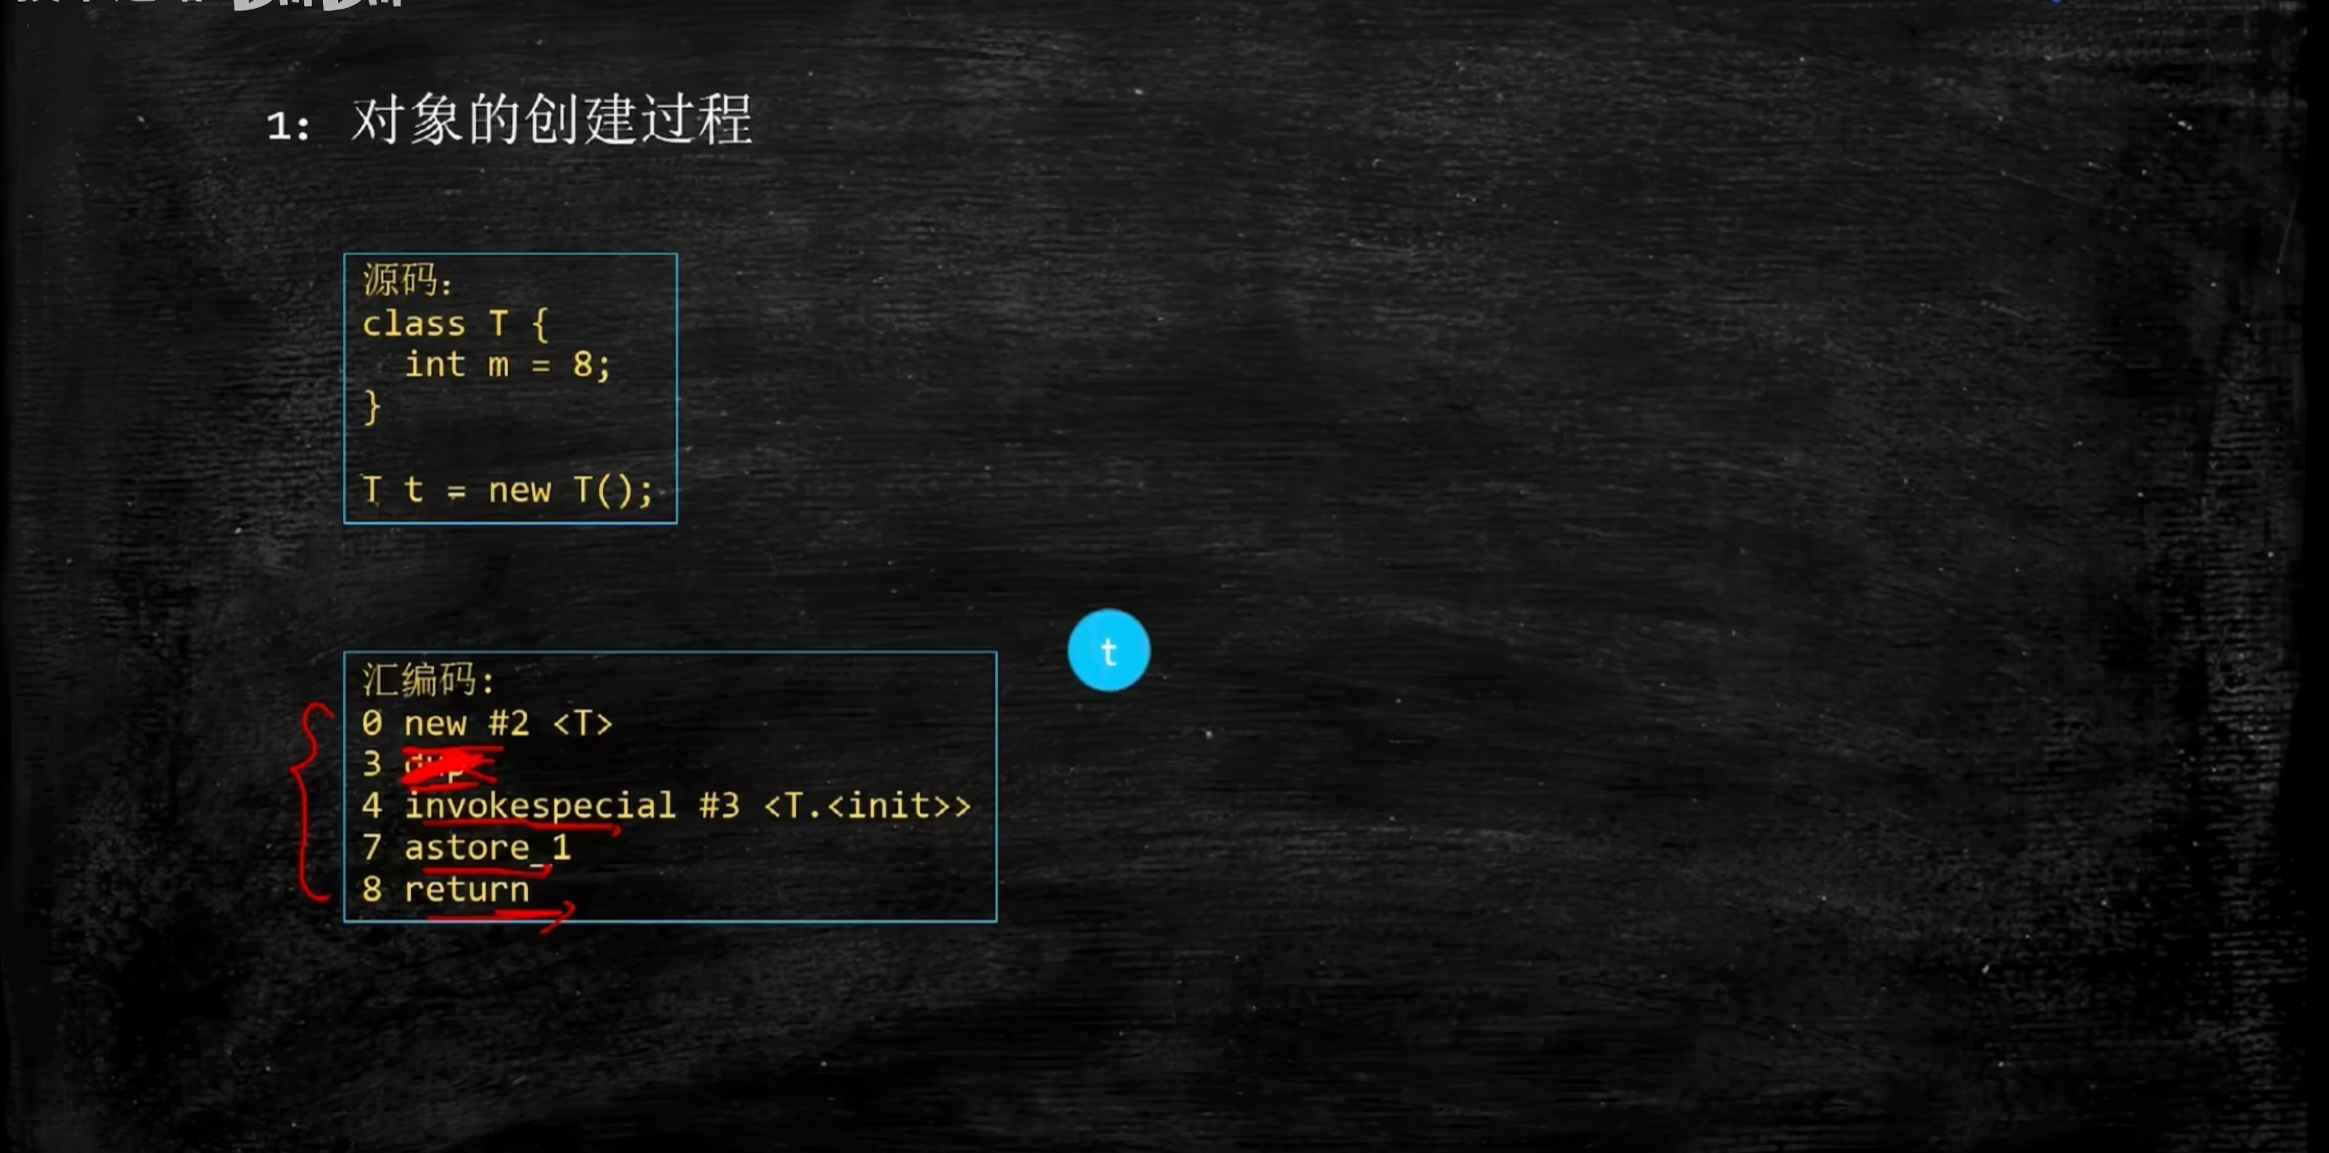 1: 对象的创建过程
源码:
class T {
  int m = 8;
}
T t = new T();
t
汇编码:
0 new #2 <T>
3 dup
4 invokespecial #3 <T.<init>>
7 astore_1
8 return